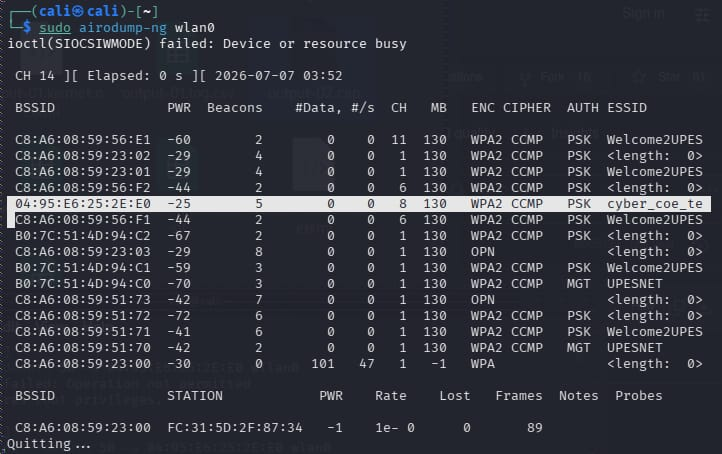 (cali㉿cali)-[~]
$ sudo airodump-ng wlan0
ioctl(SIOCSIWMODE) failed: Device or resource busy
CH 14 ][ Elapsed: 0 s ][ 2026-07-07 03:52
BSSID PWR Beacons #Data, #/s CH MB ENC CIPHER AUTH ESSID
C8:A6:08:59:56:E1 -60 2 0 0 11 130 WPA2 CCMP PSK Welcome2UPES
C8:A6:08:59:23:02 -29 4 0 0 1 130 WPA2 CCMP PSK <length: 0>
C8:A6:08:59:23:01 -29 4 0 0 1 130 WPA2 CCMP PSK Welcome2UPES
C8:A6:08:59:56:F2 -44 2 0 0 6 130 WPA2 CCMP PSK <length: 0>
04:95:E6:25:2E:E0 -25 5 0 0 8 130 WPA2 CCMP PSK cyber_coe_te
C8:A6:08:59:56:F1 -44 2 0 0 6 130 WPA2 CCMP PSK Welcome2UPES
B0:7C:51:4D:94:C2 -67 2 0 0 1 130 WPA2 CCMP PSK <length: 0>
C8:A6:08:59:23:03 -29 8 0 0 1 130 OPN <length: 0>
B0:7C:51:4D:94:C1 -59 3 0 0 1 130 WPA2 CCMP PSK Welcome2UPES
B0:7C:51:4D:94:C0 -70 3 0 0 1 130 WPA2 CCMP MGT UPESNET
C8:A6:08:59:51:73 -42 7 0 0 1 130 OPN <length: 0>
C8:A6:08:59:51:72 -42 6 0 0 1 130 WPA2 CCMP PSK <length: 0>
C8:A6:08:59:51:71 -41 6 0 0 1 130 WPA2 CCMP PSK Welcome2UPES
C8:A6:08:59:51:70 -42 2 0 0 1 130 WPA2 CCMP MGT UPESNET
C8:A6:08:59:23:00 -30 0 101 47 1 -1 WPA <length: 0>
BSSID STATION PWR Rate Lost Frames Notes Probes
C8:A6:08:59:23:00 FC:31:5D:2F:87:34 -1 1e- 0 0 89
Quitting...